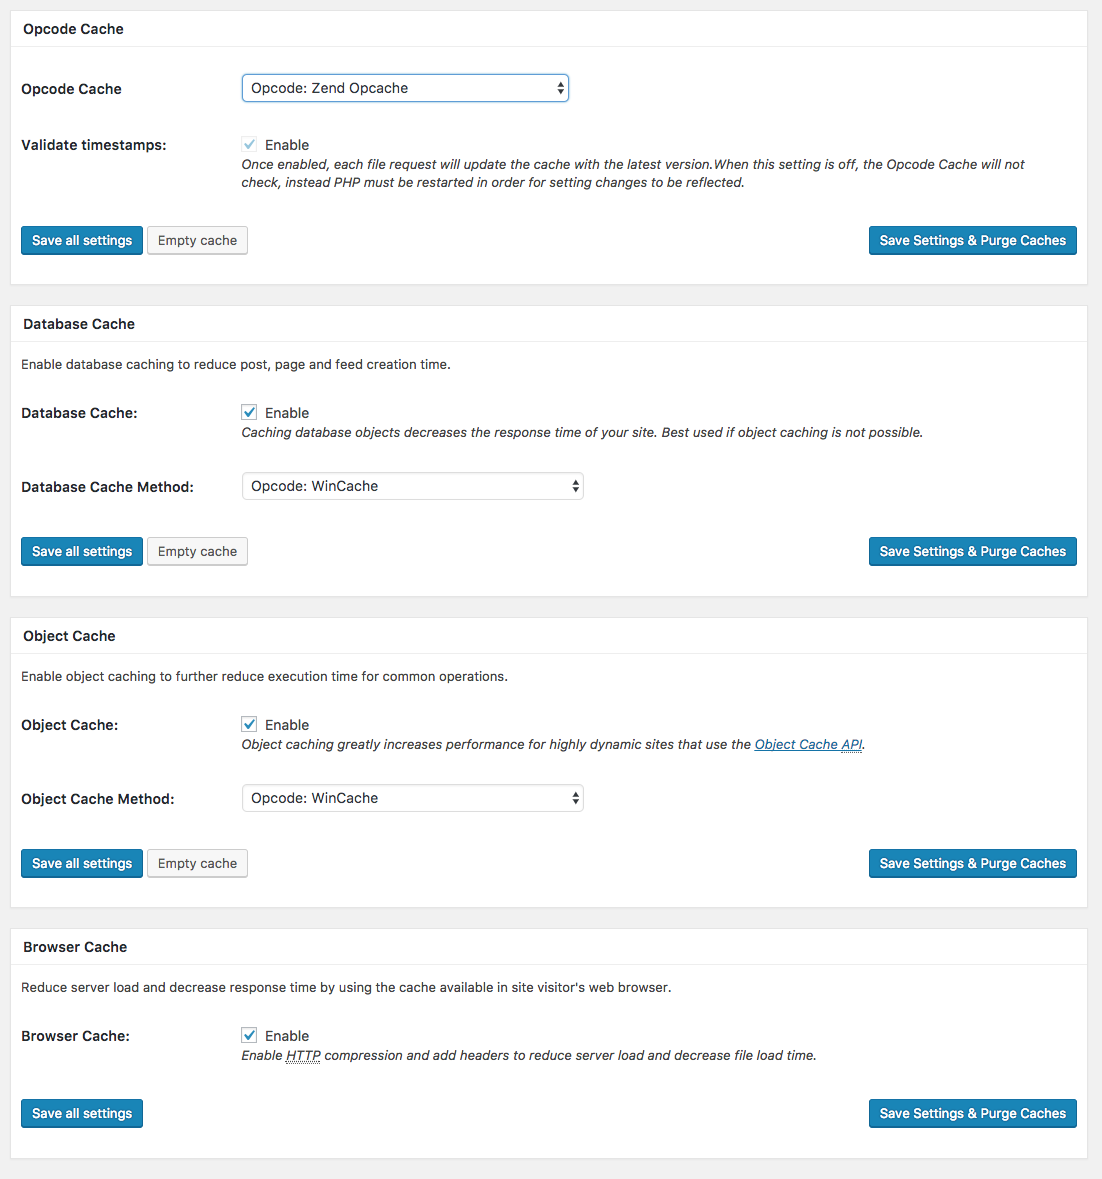 Opcode Cache
Opcode Cache
Opcode: Zend Opcache
Validate timestamps:
Enable
Once enabled, each file request will update the cache with the latest version.When this setting is off, the Opcode Cache will not
check, instead PHP must be restarted in order for setting changes to be reflected.
Save all settings
Empty cache
Save Settings & Purge Caches
Database Cache
Enable database caching to reduce post, page and feed creation time.
Database Cache:
Enable
Caching database objects decreases the response time of your site. Best used if object caching is not possible.
Database Cache Method:
Opcode: WinCache
Save all settings
Empty cache
Save Settings & Purge Caches
Object Cache
Enable object caching to further reduce execution time for common operations.
Object Cache:
Enable
Object caching greatly increases performance for highly dynamic sites that use the Object Cache API.
Object Cache Method:
Opcode: WinCache
Save all settings
Empty cache
Save Settings & Purge Caches
Browser Cache
Reduce server load and decrease response time by using the cache available in site visitor's web browser.
Browser Cache:
Enable
Enable HTTP compression and add headers to reduce server load and decrease file load time.
Save all settings
Save Settings & Purge Caches